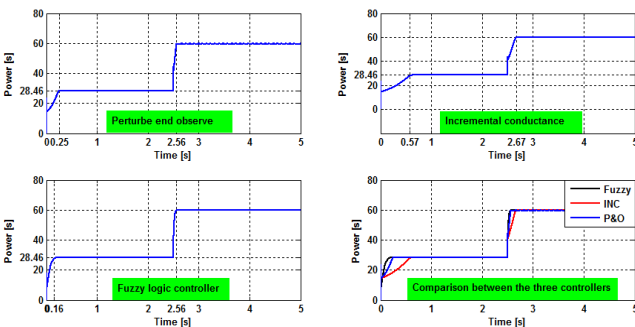 80
60
40
28.46
20
0
Power [s]
Perturbe end observe
0 0.25 1 2 2.56 3 4 5
Time [s]
80
60
40
28.46
20
0
Power [s]
Incremental conductance
0 0.57 1 2 2.67 3 4 5
Time [s]
80
60
40
28.46
20
0
Power [s]
Fuzzy logic controller
0 0.16 1 2 2.56 3 4 5
Time [s]
80
60
40
20
0
Power [s]
Fuzzy
INC
P&O
Comparison between the three controllers
0 1 2 3 4 5
Time [s]